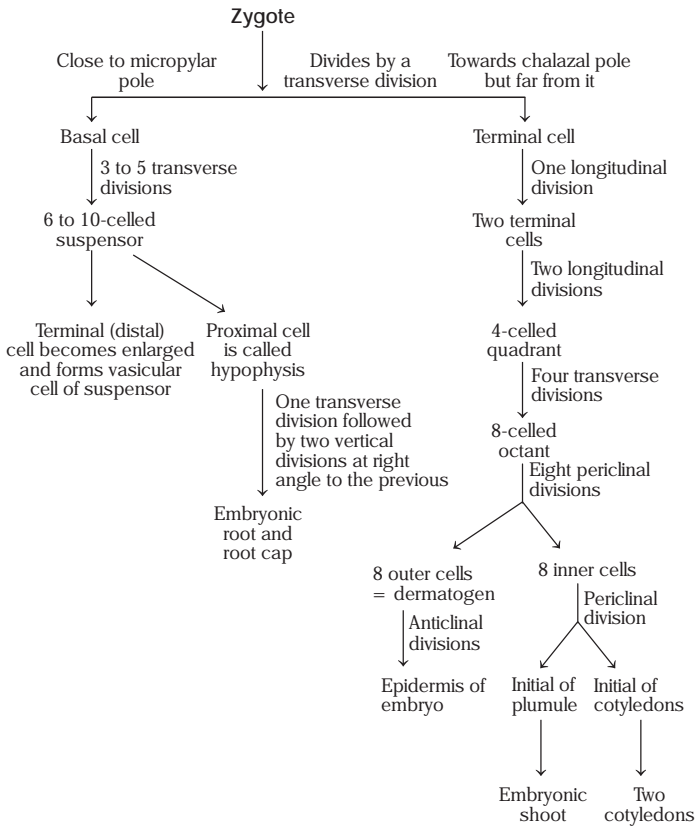 Zygote
Close to micropylar
pole
Divides by a
transverse division
Towards chalazal pole
but far from it
Basal cell
3 to 5 transverse
divisions
6 to 10-celled
suspensor
Terminal (distal)
cell becomes enlarged
and forms vasicular
cell of suspensor
Proximal cell
is called
hypophysis
One transverse
division followed
by two vertical
divisions at right
angle to the previous
Embryonic
root and
root cap
Terminal cell
One longitudinal
division
Two terminal
cells
Two longitudinal
divisions
4-celled
quadrant
Four transverse
divisions
8-celled
octant
Eight periclinal
divisions
8 outer cells
= dermatogen
Anticlinal
divisions
Epidermis of
embryo
8 inner cells
Periclinal
division
Initial of
plumule
Initial of
cotyledons
Embryonic
shoot
Two
cotyledons